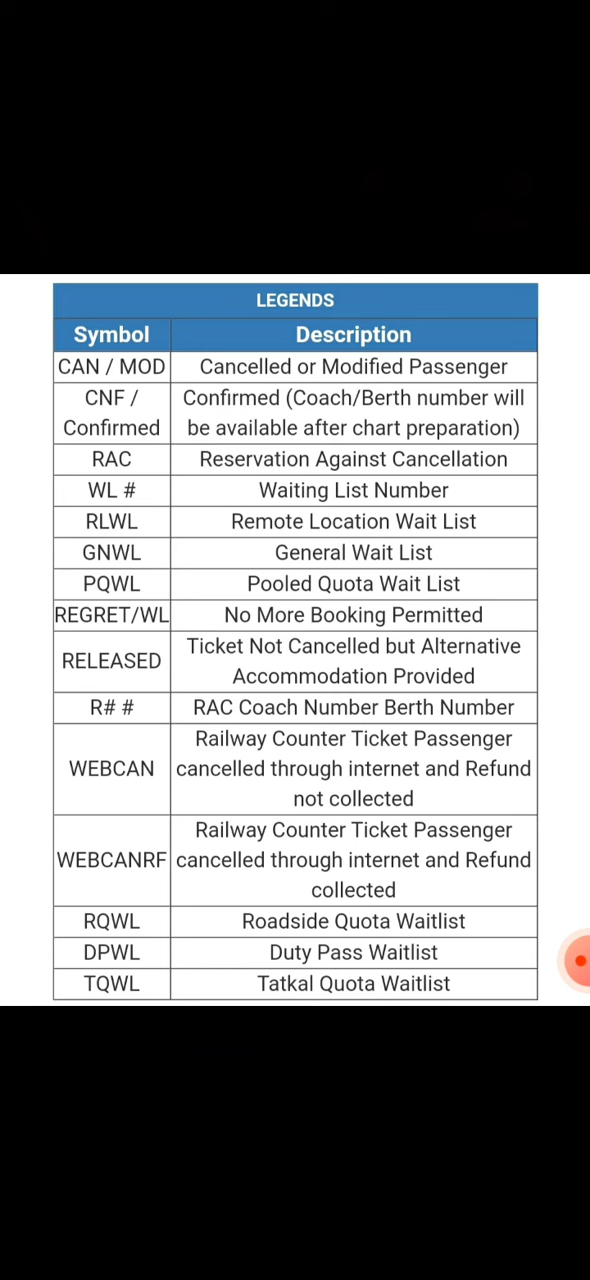 LEGENDS
Symbol Description
CAN / MOD Cancelled or Modified Passenger
CNF / Confirmed (Coach/Berth number will
Confirmed be available after chart preparation)
RAC Reservation Against Cancellation
WL # Waiting List Number
RLWL Remote Location Wait List
GNWL General Wait List
PQWL Pooled Quota Wait List
REGRET/WL No More Booking Permitted
RELEASED Ticket Not Cancelled but Alternative
Accommodation Provided
R# # RAC Coach Number Berth Number
Railway Counter Ticket Passenger
WEBCAN cancelled through internet and Refund
not collected
Railway Counter Ticket Passenger
WEBCANRF cancelled through internet and Refund
collected
RQWL Roadside Quota Waitlist
DPWL Duty Pass Waitlist
TQWL Tatkal Quota Waitlist